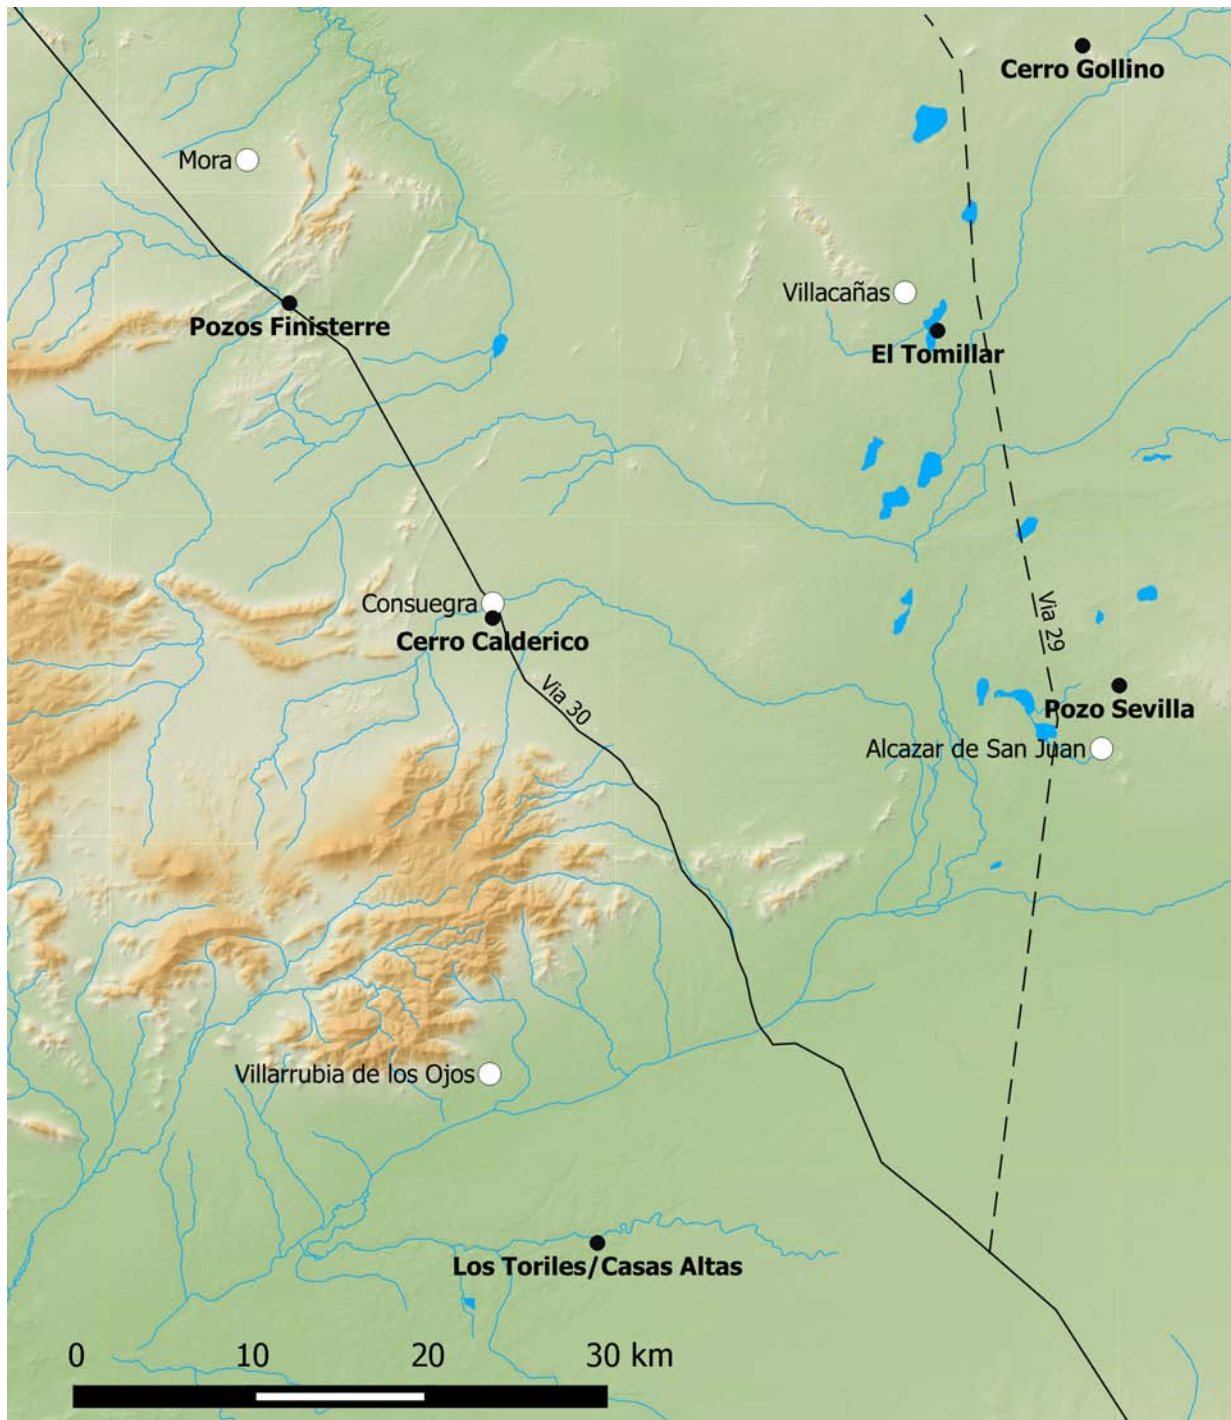 Cerro Gollino
Mora
Villacañas
Pozos Finisterre
El Tomillar
Consuegra
Cerro Calderico
Via 29
Via 30
Pozo Sevilla
Alcazar de San Juan
Villarrubia de los Ojos
Los Toriles/Casas Altas
0 10 20 30 km